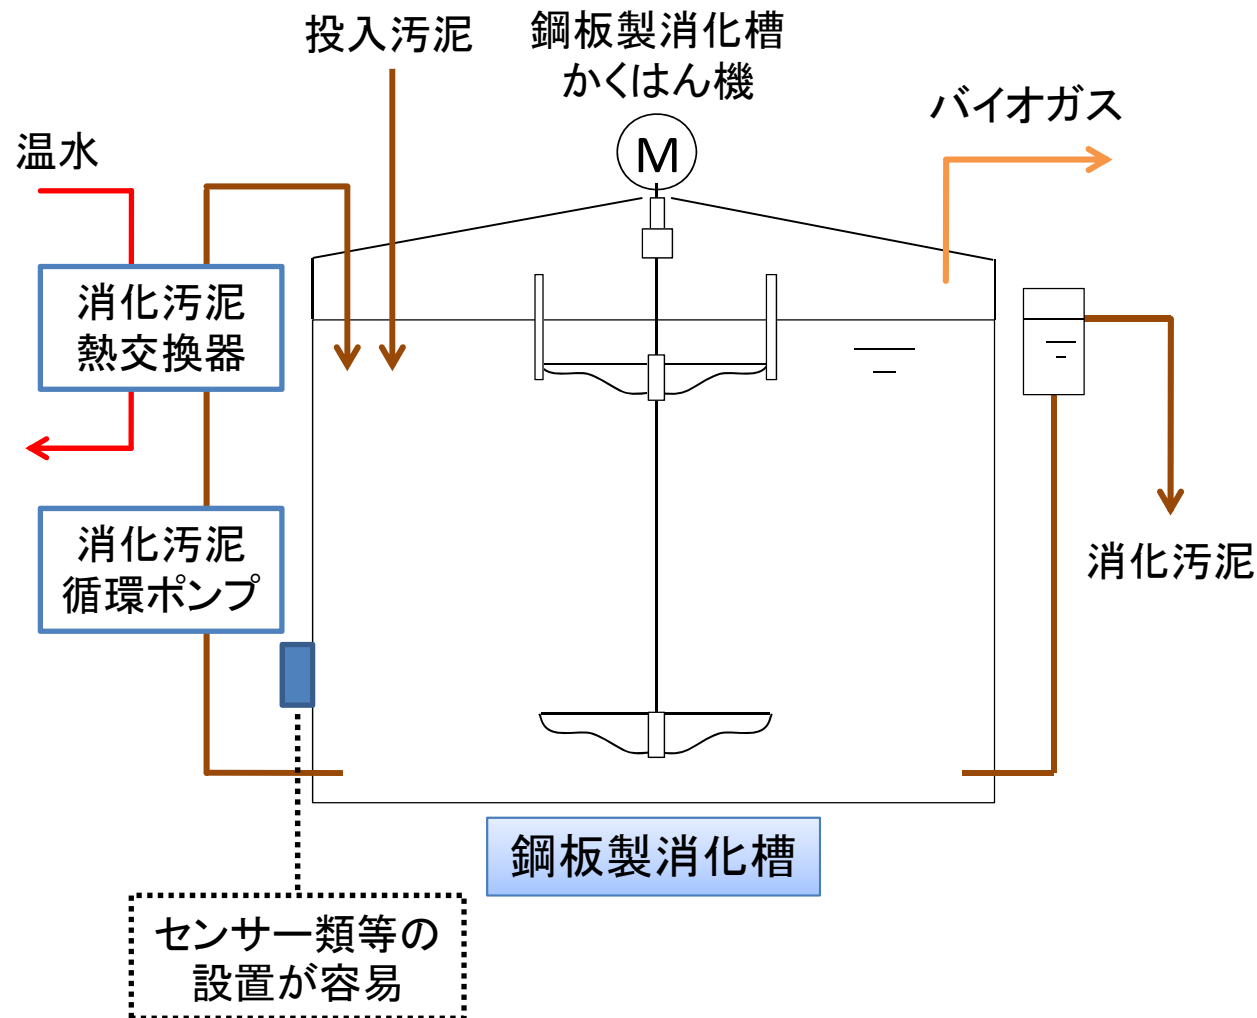 投入汚泥
鋼板製消化槽
かくはん機
バイオガス
温水
M
消化汚泥
熱交換器
消化汚泥
循環ポンプ
消化汚泥
鋼板製消化槽
センサー類等の
設置が容易